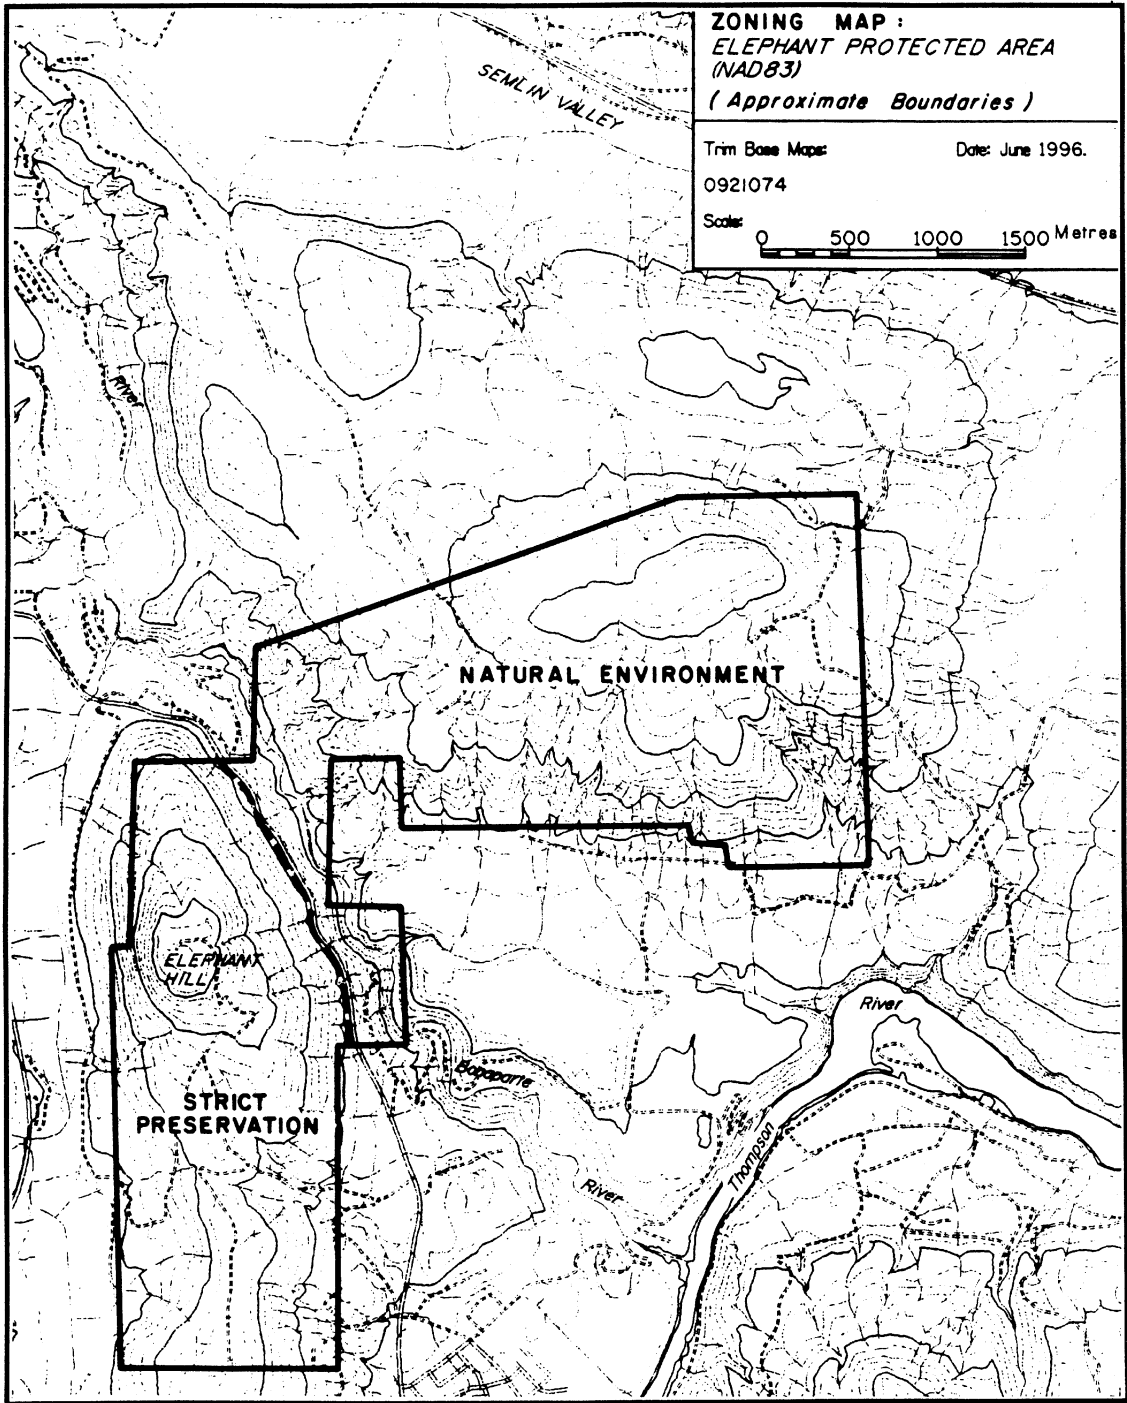 ZONING MAP :
ELEPHANT PROTECTED AREA
(NAD83)
( Approximate Boundaries )
Trim Base Maps:
Date: June 1996.
0921074
Scale:
0 500 1000 1500 Metres
SEMLIN VALLEY
River
NATURAL ENVIRONMENT
ELEPHANT
HILL
River
Bonaparte
STRICT
PRESERVATION
Thompson
River